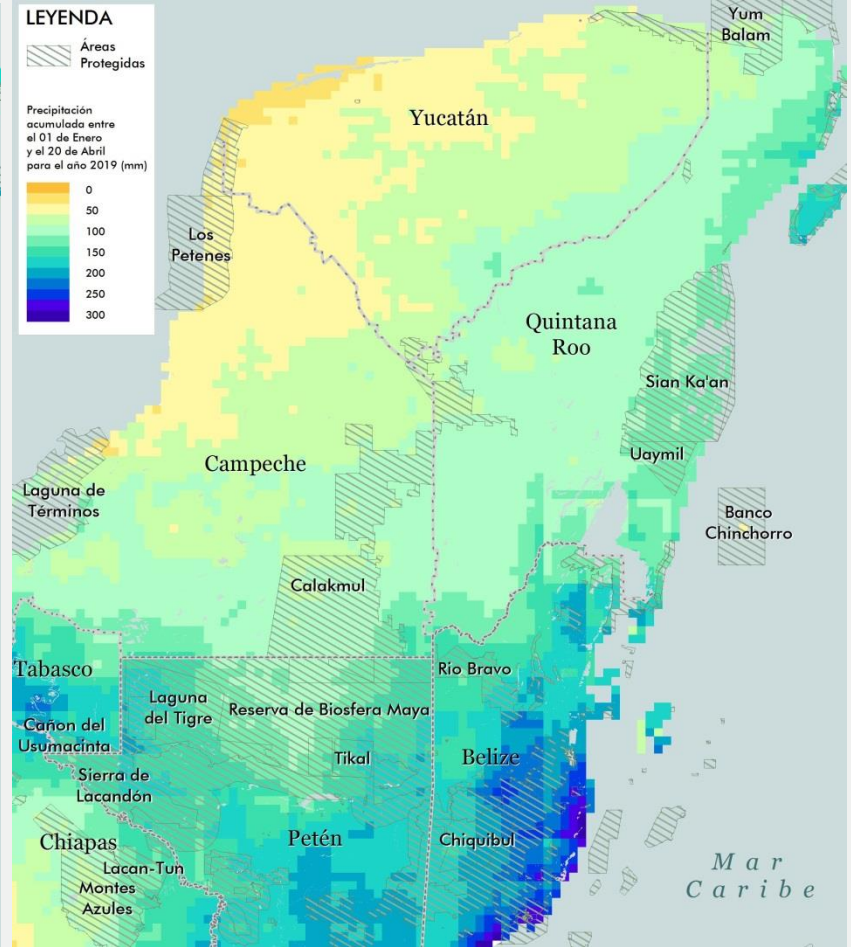 LEYENDA
Áreas
Protegidas
Precipitación
acumulada entre
el 01 de Enero
y el 20 de Abril
para el año 2019 (mm)
0
50
100
150
200
250
300
Yum
Balam
Yucatán
Los
Petenes
Quintana
Roo
Sian Ka'an
Uaymil
Campeche
Laguna de
Términos
Banco
Chinchorro
Calakmul
Tabasco
Rio Bravo
Laguna
del Tigre
Reserva de Biosfera Maya
Cañon del
Usumacinta
Tikal
Belize
Sierra de
Lacandón
Chiapas
Petén
Chiquibul
Lacan-Tun
Montes
Azules
Mar
Caribe